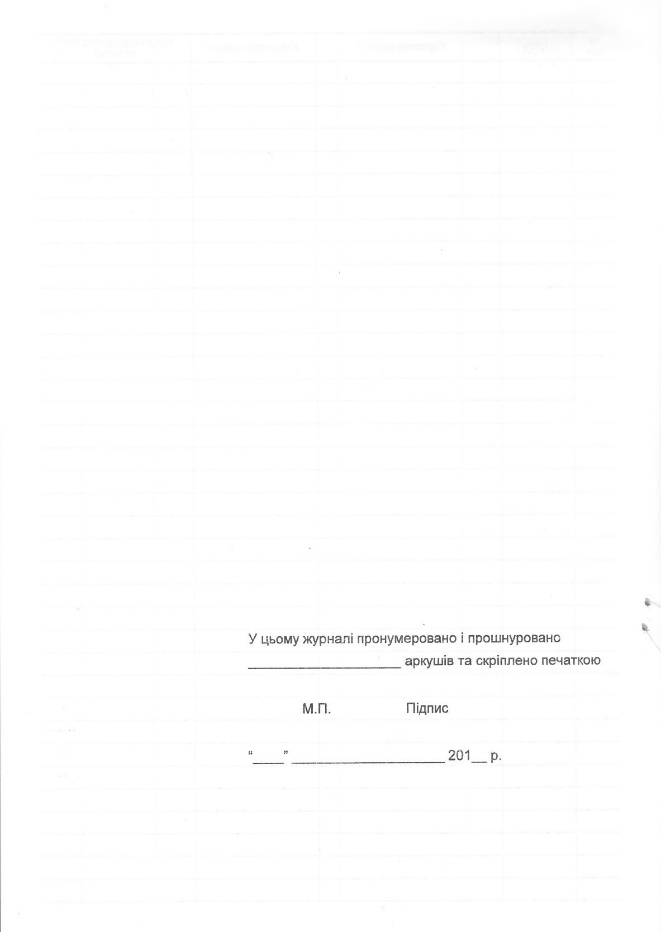 У цьому журналі пронумеровано і прошнуровано
____________________ аркушів та скріплено печаткою
М.П. Підпис
“____” ____________________ 201__ р.